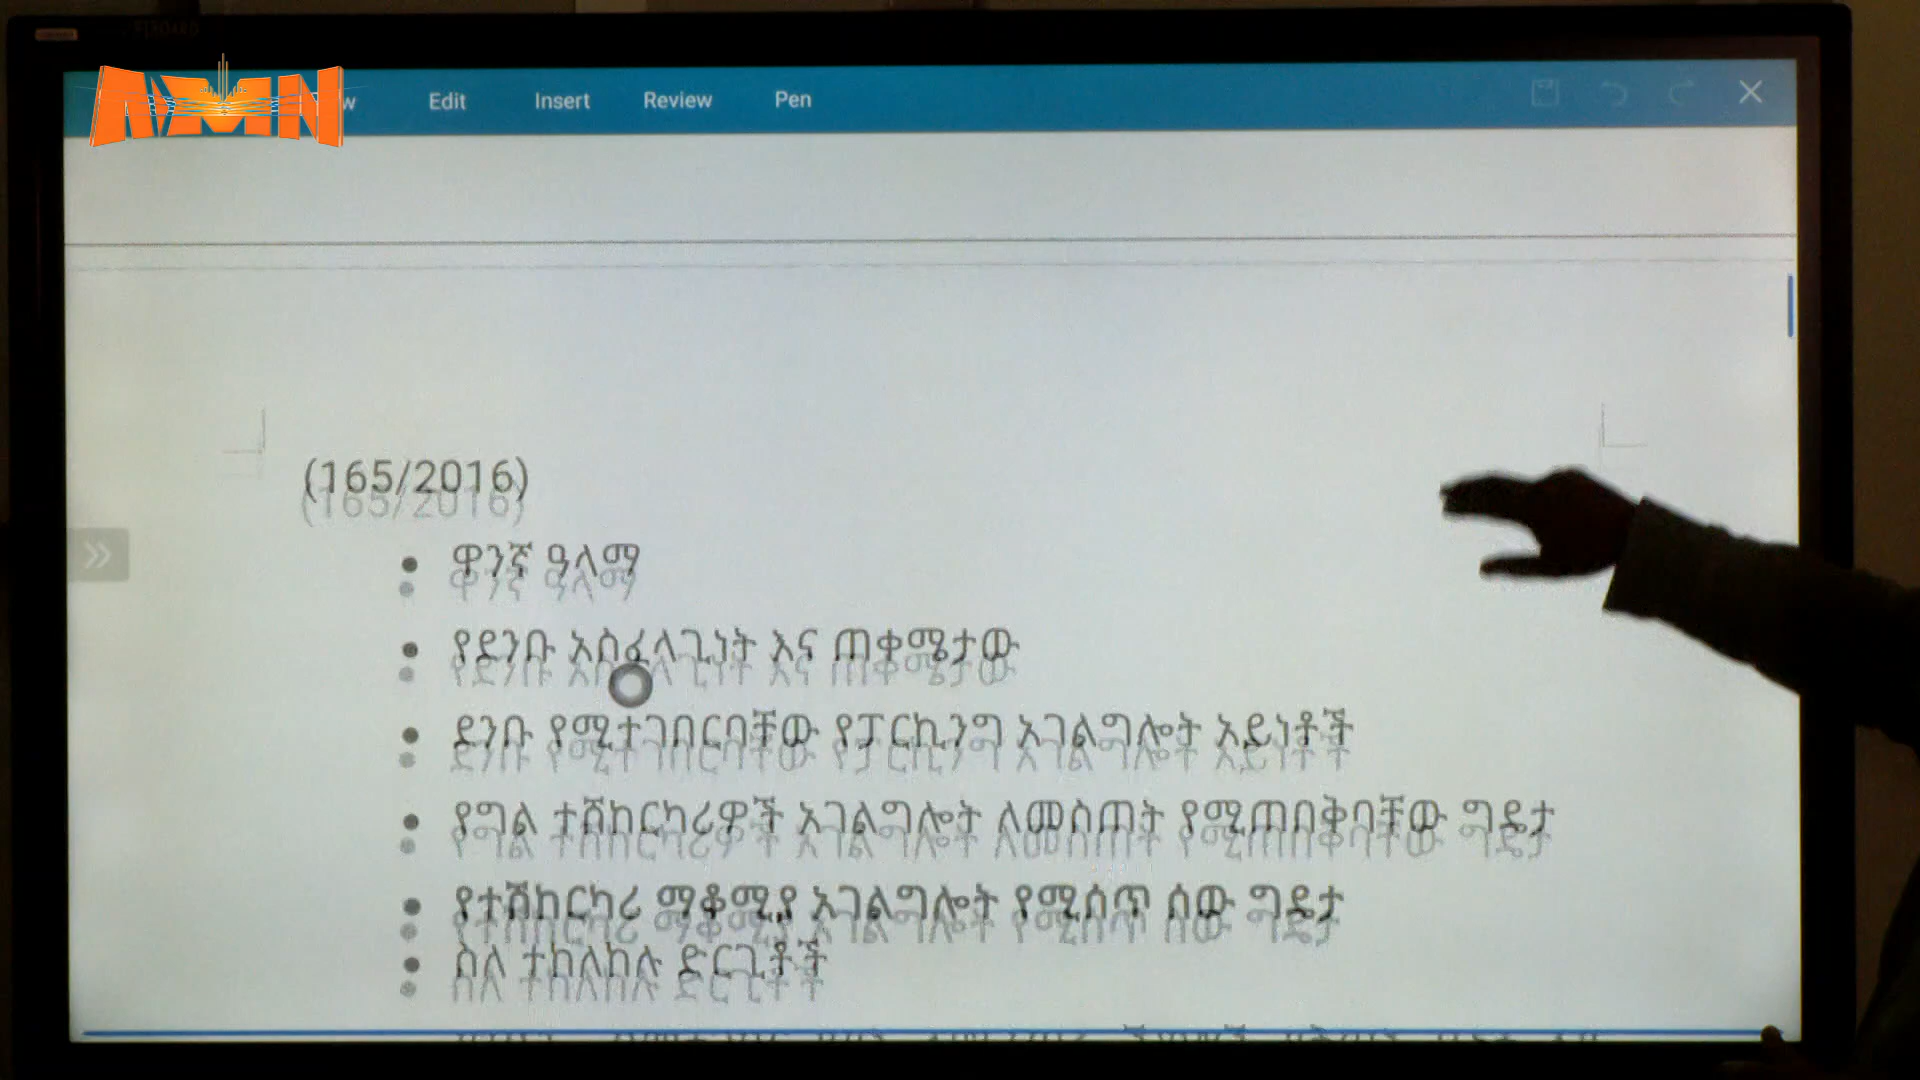 AMN
Edit Insert Review Pen
(165/2016)
• ዋንኛ ዓላማ
• የደንቡ አስፈላጊነት እና ጠቀሜታው
• ደንቡ የሚተገበርባቸው የፓርኪንግ አገልግሎት አይነቶች
• የግል ተሽከርካሪዎች አገልግሎት ለመስጠት የሚጠበቅባቸው ግዴታ
• የተሽከርካሪ ማቆሚያ አገልግሎት የሚሰጥ ሰው ግዴታ
• ስለ ተከለከሉ ድርጊቶች